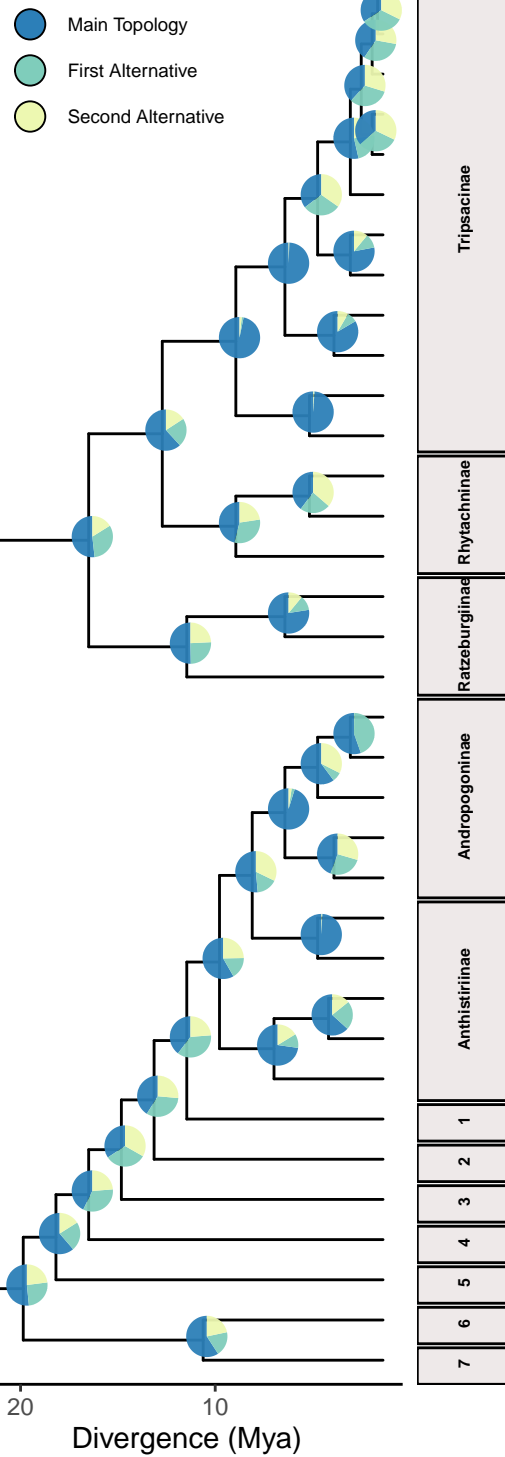 Main Topology
First Alternative
Second Alternative
Tripsacinae
Rhytachninae
Ratzeburgiinae
Andropogoninae
Anthistiriinae
1
2
3
4
5
6
7
20 10
Divergence (Mya)